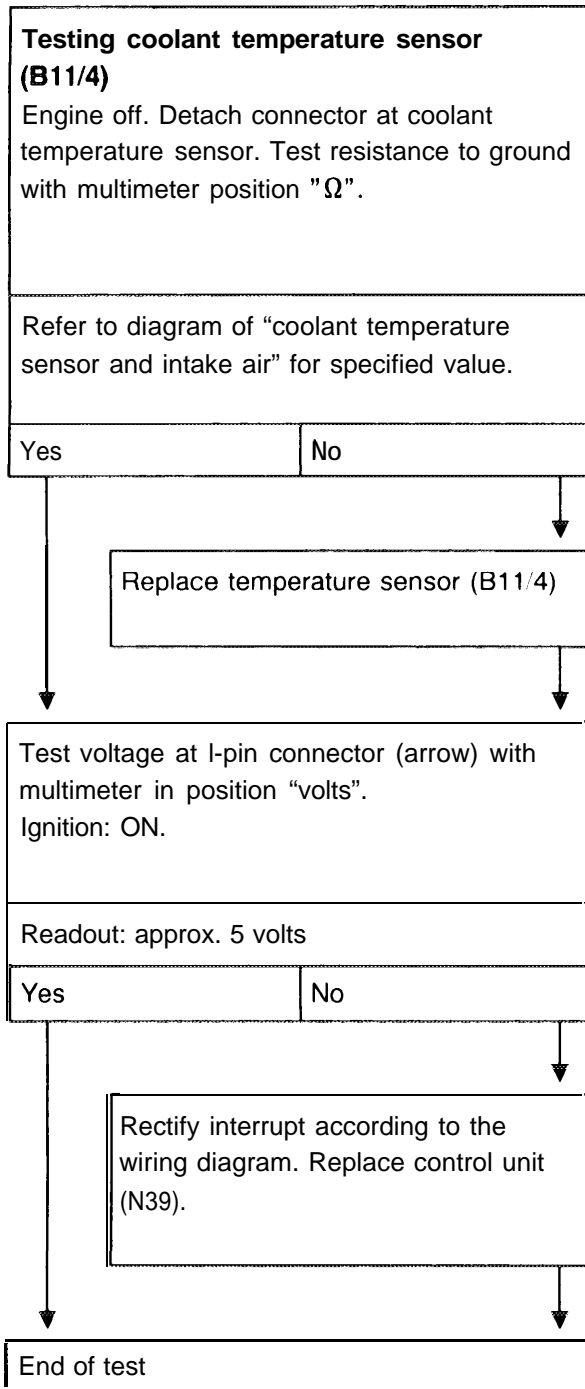 Testing coolant temperature sensor
(B11/4)
Engine off. Detach connector at coolant
temperature sensor. Test resistance to ground
with multimeter position "Ω".
Refer to diagram of “coolant temperature
sensor and intake air” for specified value.
Yes
No
Replace temperature sensor (B11/4)
Test voltage at I-pin connector (arrow) with
multimeter in position “volts”.
Ignition: ON.
Readout: approx. 5 volts
Yes
No
Rectify interrupt according to the
wiring diagram. Replace control unit
(N39).
End of test